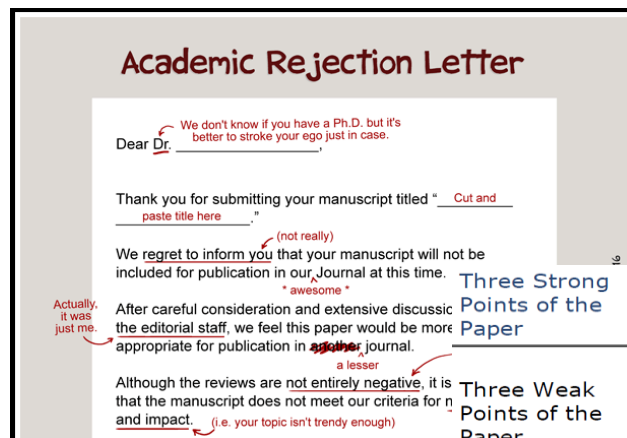 Academic Rejection Letter
We don't know if you have a Ph.D. but it's
better to stroke your ego just in case.
Dear Dr. ____________________,
Thank you for submitting your manuscript titled “ Cut and
paste title here .”
(not really)
We regret to inform you that your manuscript will not be
included for publication in our Journal at this time.
* awesome *
Actually,
it was
just me.
After careful consideration and extensive
the editorial staff, we feel this paper would be more
appropriate for publication in another journal.
a lesser
Although the reviews are not entirely negative, it is
that the manuscript does not meet our criteria for
and impact.
(i.e. your topic isn't trendy enough)
Three Strong
Points of the
Paper
Three Weak
Points of the
Paper